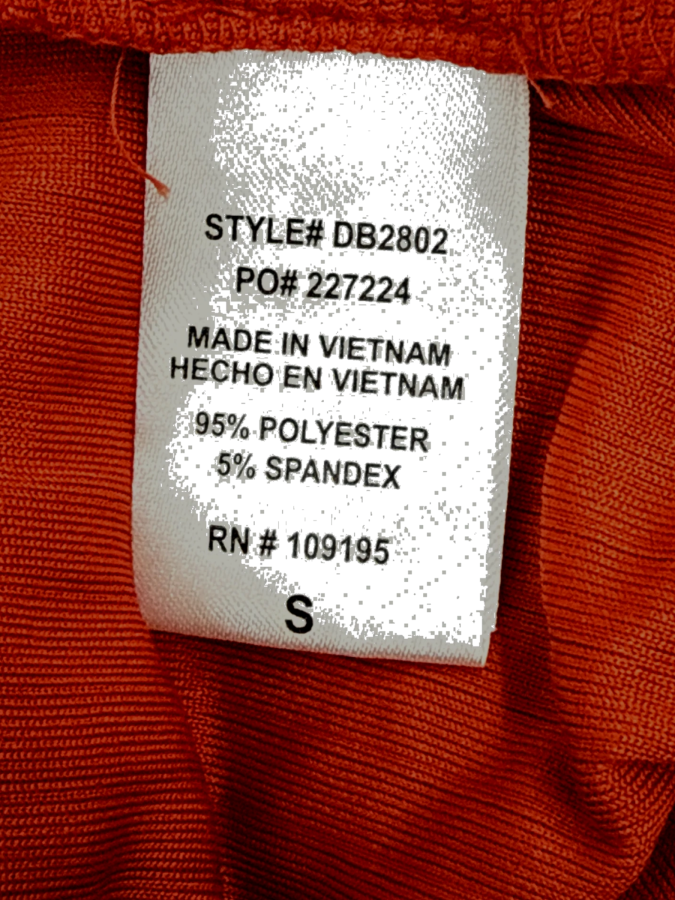 STYLE# DB2802
PO# 227224
MADE IN VIETNAM
HECHO EN VIETNAM
95% POLYESTER
5% SPANDEX
RN # 109195
S